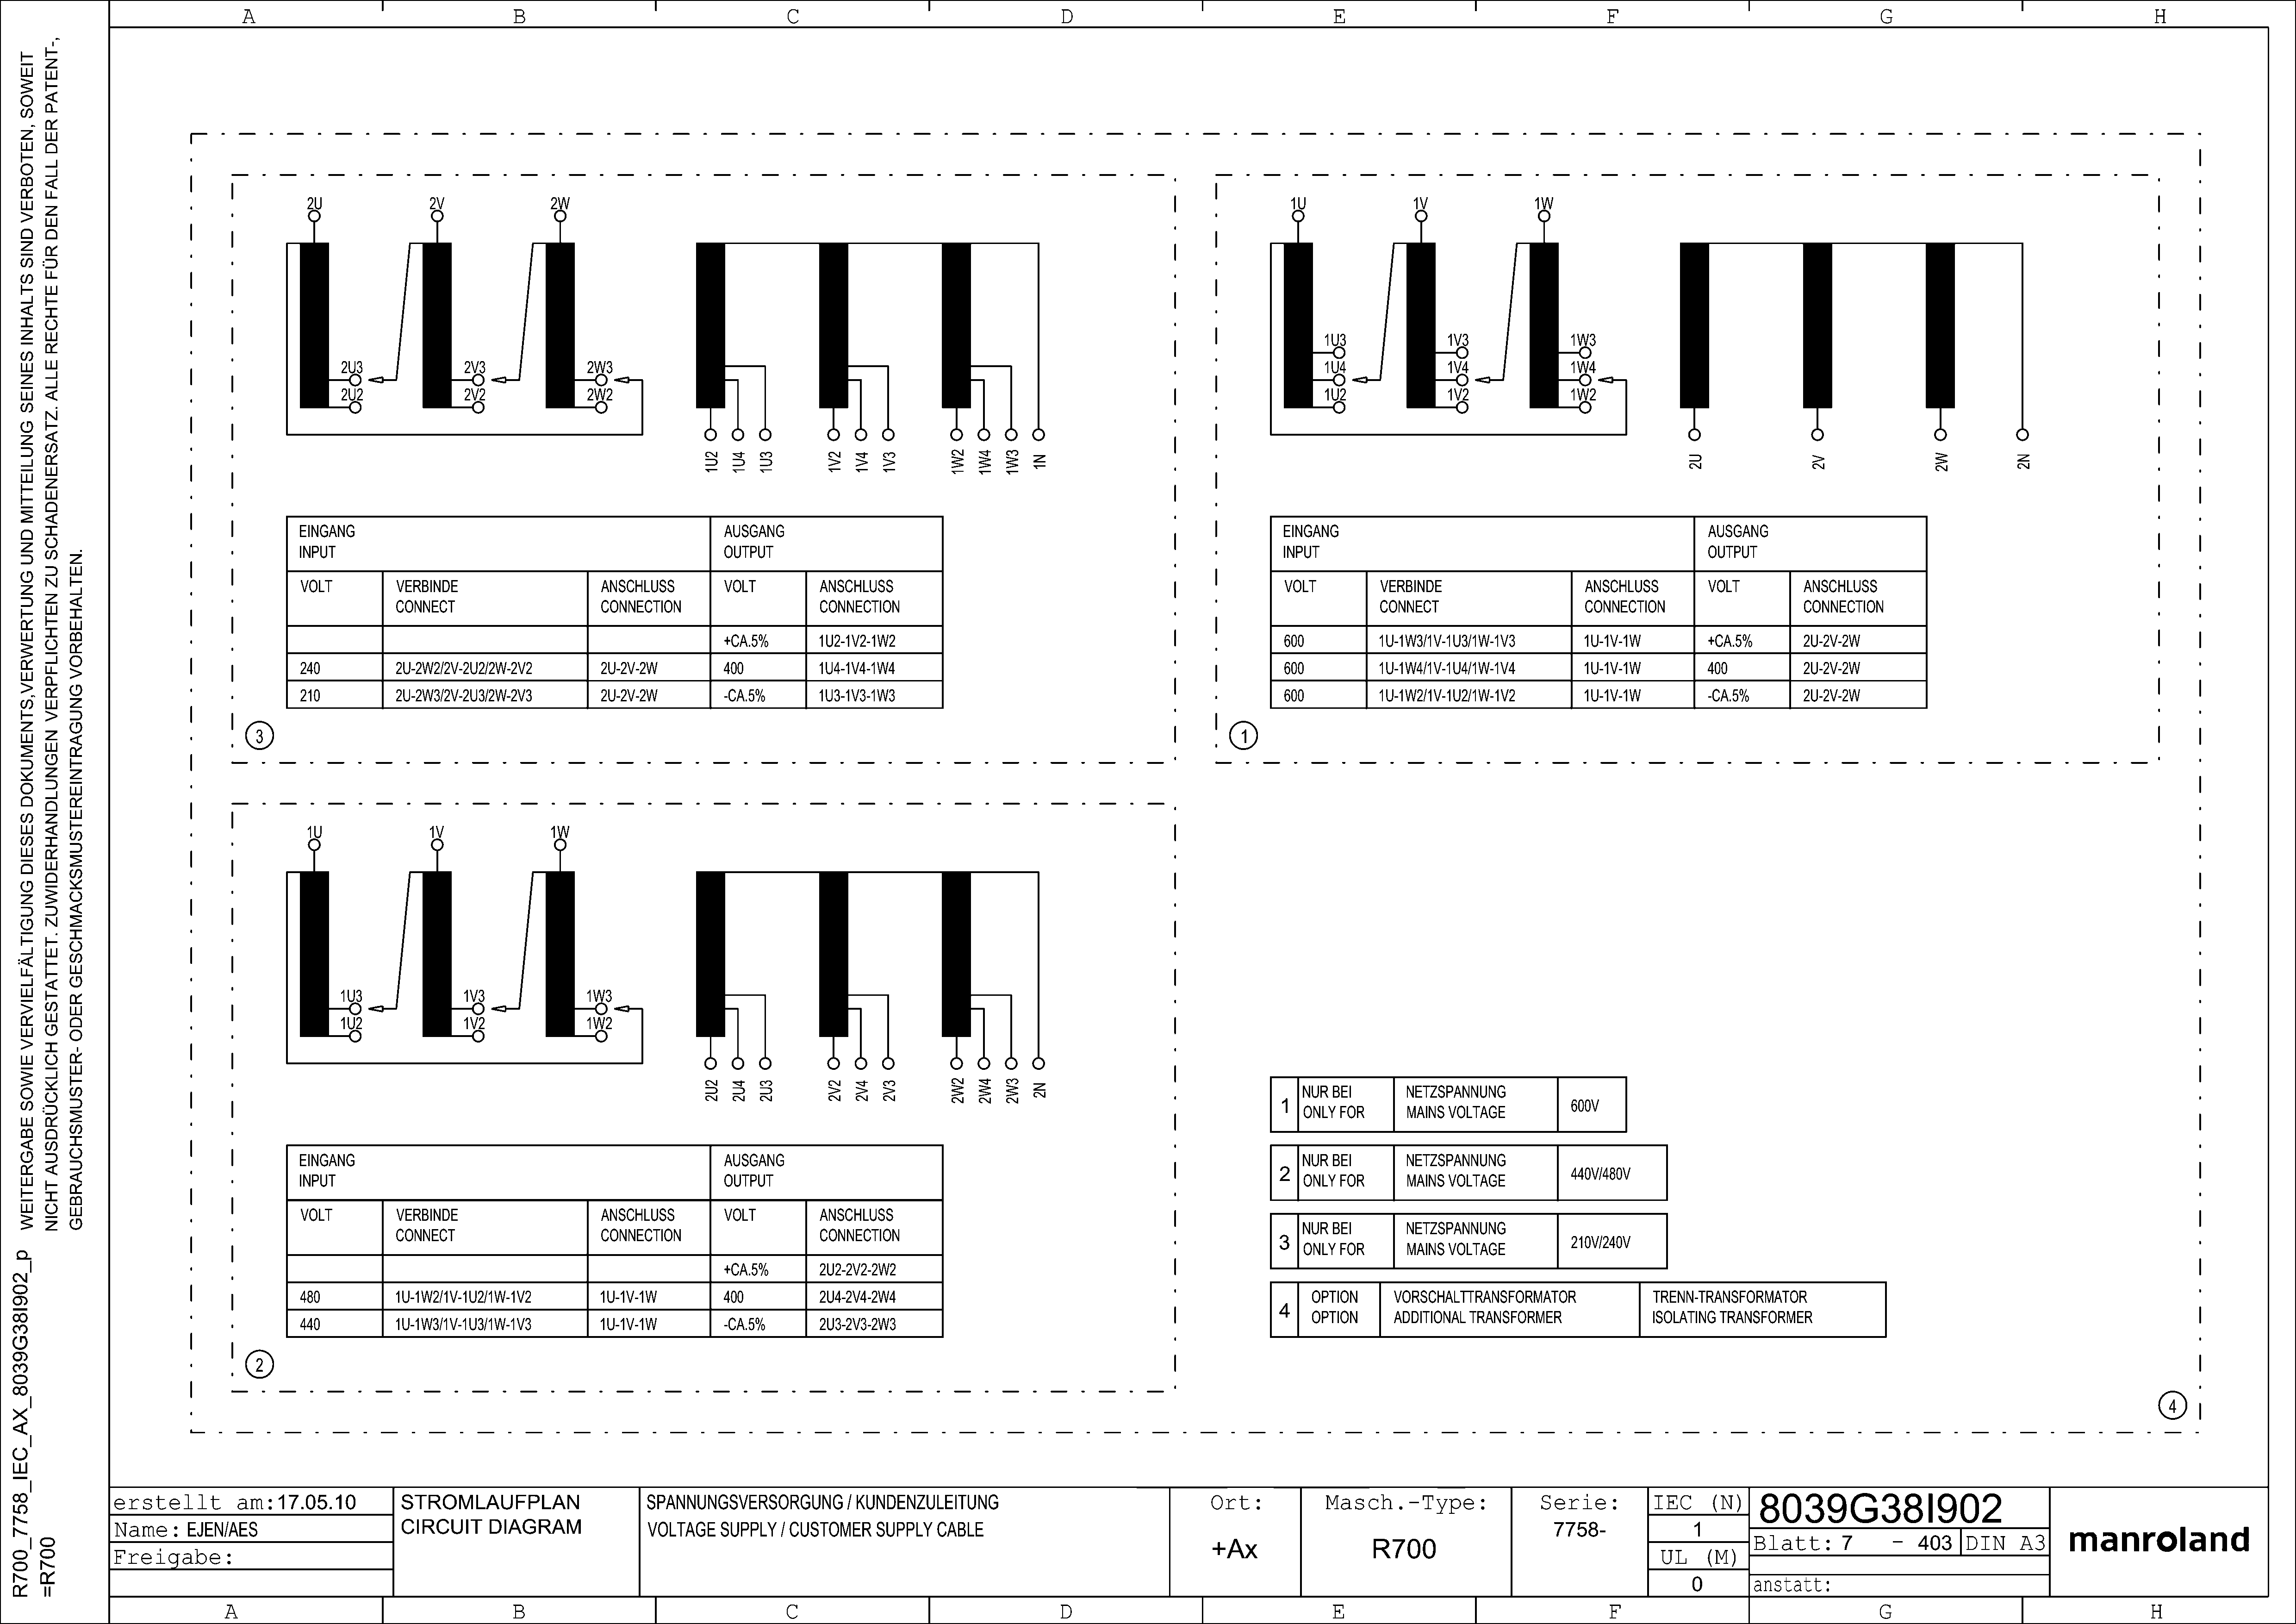 A B C D E F G H
WEITERGABE SOWIE VERVIELFÄLTIGUNG DIESES DOKUMENTS,VERWERTUNG UND MITTEILUNG SEINES INHALTS SIND VERBOTEN, SOWEIT
NICHT AUSDRÜCKLICH GESTATTET. ZUWIDERHANDLUNGEN VERPFLICHTEN ZU SCHADENERSATZ. ALLE RECHTE FÜR DEN FALL DER PATENT-,
GEBRAUCHSMUSTER- ODER GESCHMACKSMUSTEREINTRAGUNG VORBEHALTEN.
R700_7758_IEC_AX_8039G38I902_p
=R700
2U 2V 2W
2U3 2V3 2W3
2U2 2V2 2W2
1U2 1U4 1U3 1V2 1V4 1V3 1W2 1W4 1W3 1N
EINGANG AUSGANG
INPUT OUTPUT
VOLT VERBINDE ANSCHLUSS VOLT ANSCHLUSS
CONNECT CONNECTION CONNECTION
+CA.5% 1U2-1V2-1W2
240 2U-2W2/2V-2U2/2W-2V2 2U-2V-2W 400 1U4-1V4-1W4
210 2U-2W3/2V-2U3/2W-2V3 2U-2V-2W -CA.5% 1U3-1V3-1W3
3
1U 1V 1W
1U3 1V3 1W3
1U4 1V4 1W4
1U2 1V2 1W2
2U 2V 2W 2N
EINGANG AUSGANG
INPUT OUTPUT
VOLT VERBINDE ANSCHLUSS VOLT ANSCHLUSS
CONNECT CONNECTION CONNECTION
600 1U-1W3/1V-1U3/1W-1V3 1U-1V-1W +CA.5% 2U-2V-2W
600 1U-1W4/1V-1U4/1W-1V4 1U-1V-1W 400 2U-2V-2W
600 1U-1W2/1V-1U2/1W-1V2 1U-1V-1W -CA.5% 2U-2V-2W
1
1U 1V 1W
1U3 1V3 1W3
1U2 1V2 1W2
2U2 2U4 2U3 2V2 2V4 2V3 2W2 2W4 2W3 2N
EINGANG AUSGANG
INPUT OUTPUT
VOLT VERBINDE ANSCHLUSS VOLT ANSCHLUSS
CONNECT CONNECTION CONNECTION
+CA.5% 2U2-2V2-2W2
480 1U-1W2/1V-1U2/1W-1V2 1U-1V-1W 400 2U4-2V4-2W4
440 1U-1W3/1V-1U3/1W-1V3 1U-1V-1W -CA.5% 2U3-2V3-2W3
2
1 NUR BEI NETZSPANNUNG 600V
ONLY FOR MAINS VOLTAGE
2 NUR BEI NETZSPANNUNG 440V/480V
ONLY FOR MAINS VOLTAGE
3 NUR BEI NETZSPANNUNG 210V/240V
ONLY FOR MAINS VOLTAGE
4 OPTION VORSCHALTTRANSFORMATOR TRENN-TRANSFORMATOR
OPTION ADDITIONAL TRANSFORMER ISOLATING TRANSFORMER
4
erstellt am:17.05.10
Name: EJEN/AES
Freigabe:
STROMLAUFPLAN
CIRCUIT DIAGRAM
SPANNUNGSVERSORGUNG / KUNDENZULEITUNG
VOLTAGE SUPPLY / CUSTOMER SUPPLY CABLE
Ort:
+Ax
Masch.-Type:
R700
Serie:
7758-
IEC (N)
1
UL (M)
0
8039G38I902
Blatt: 7 - 403 DIN A3
anstatt:
manroland
A B C D E F G H